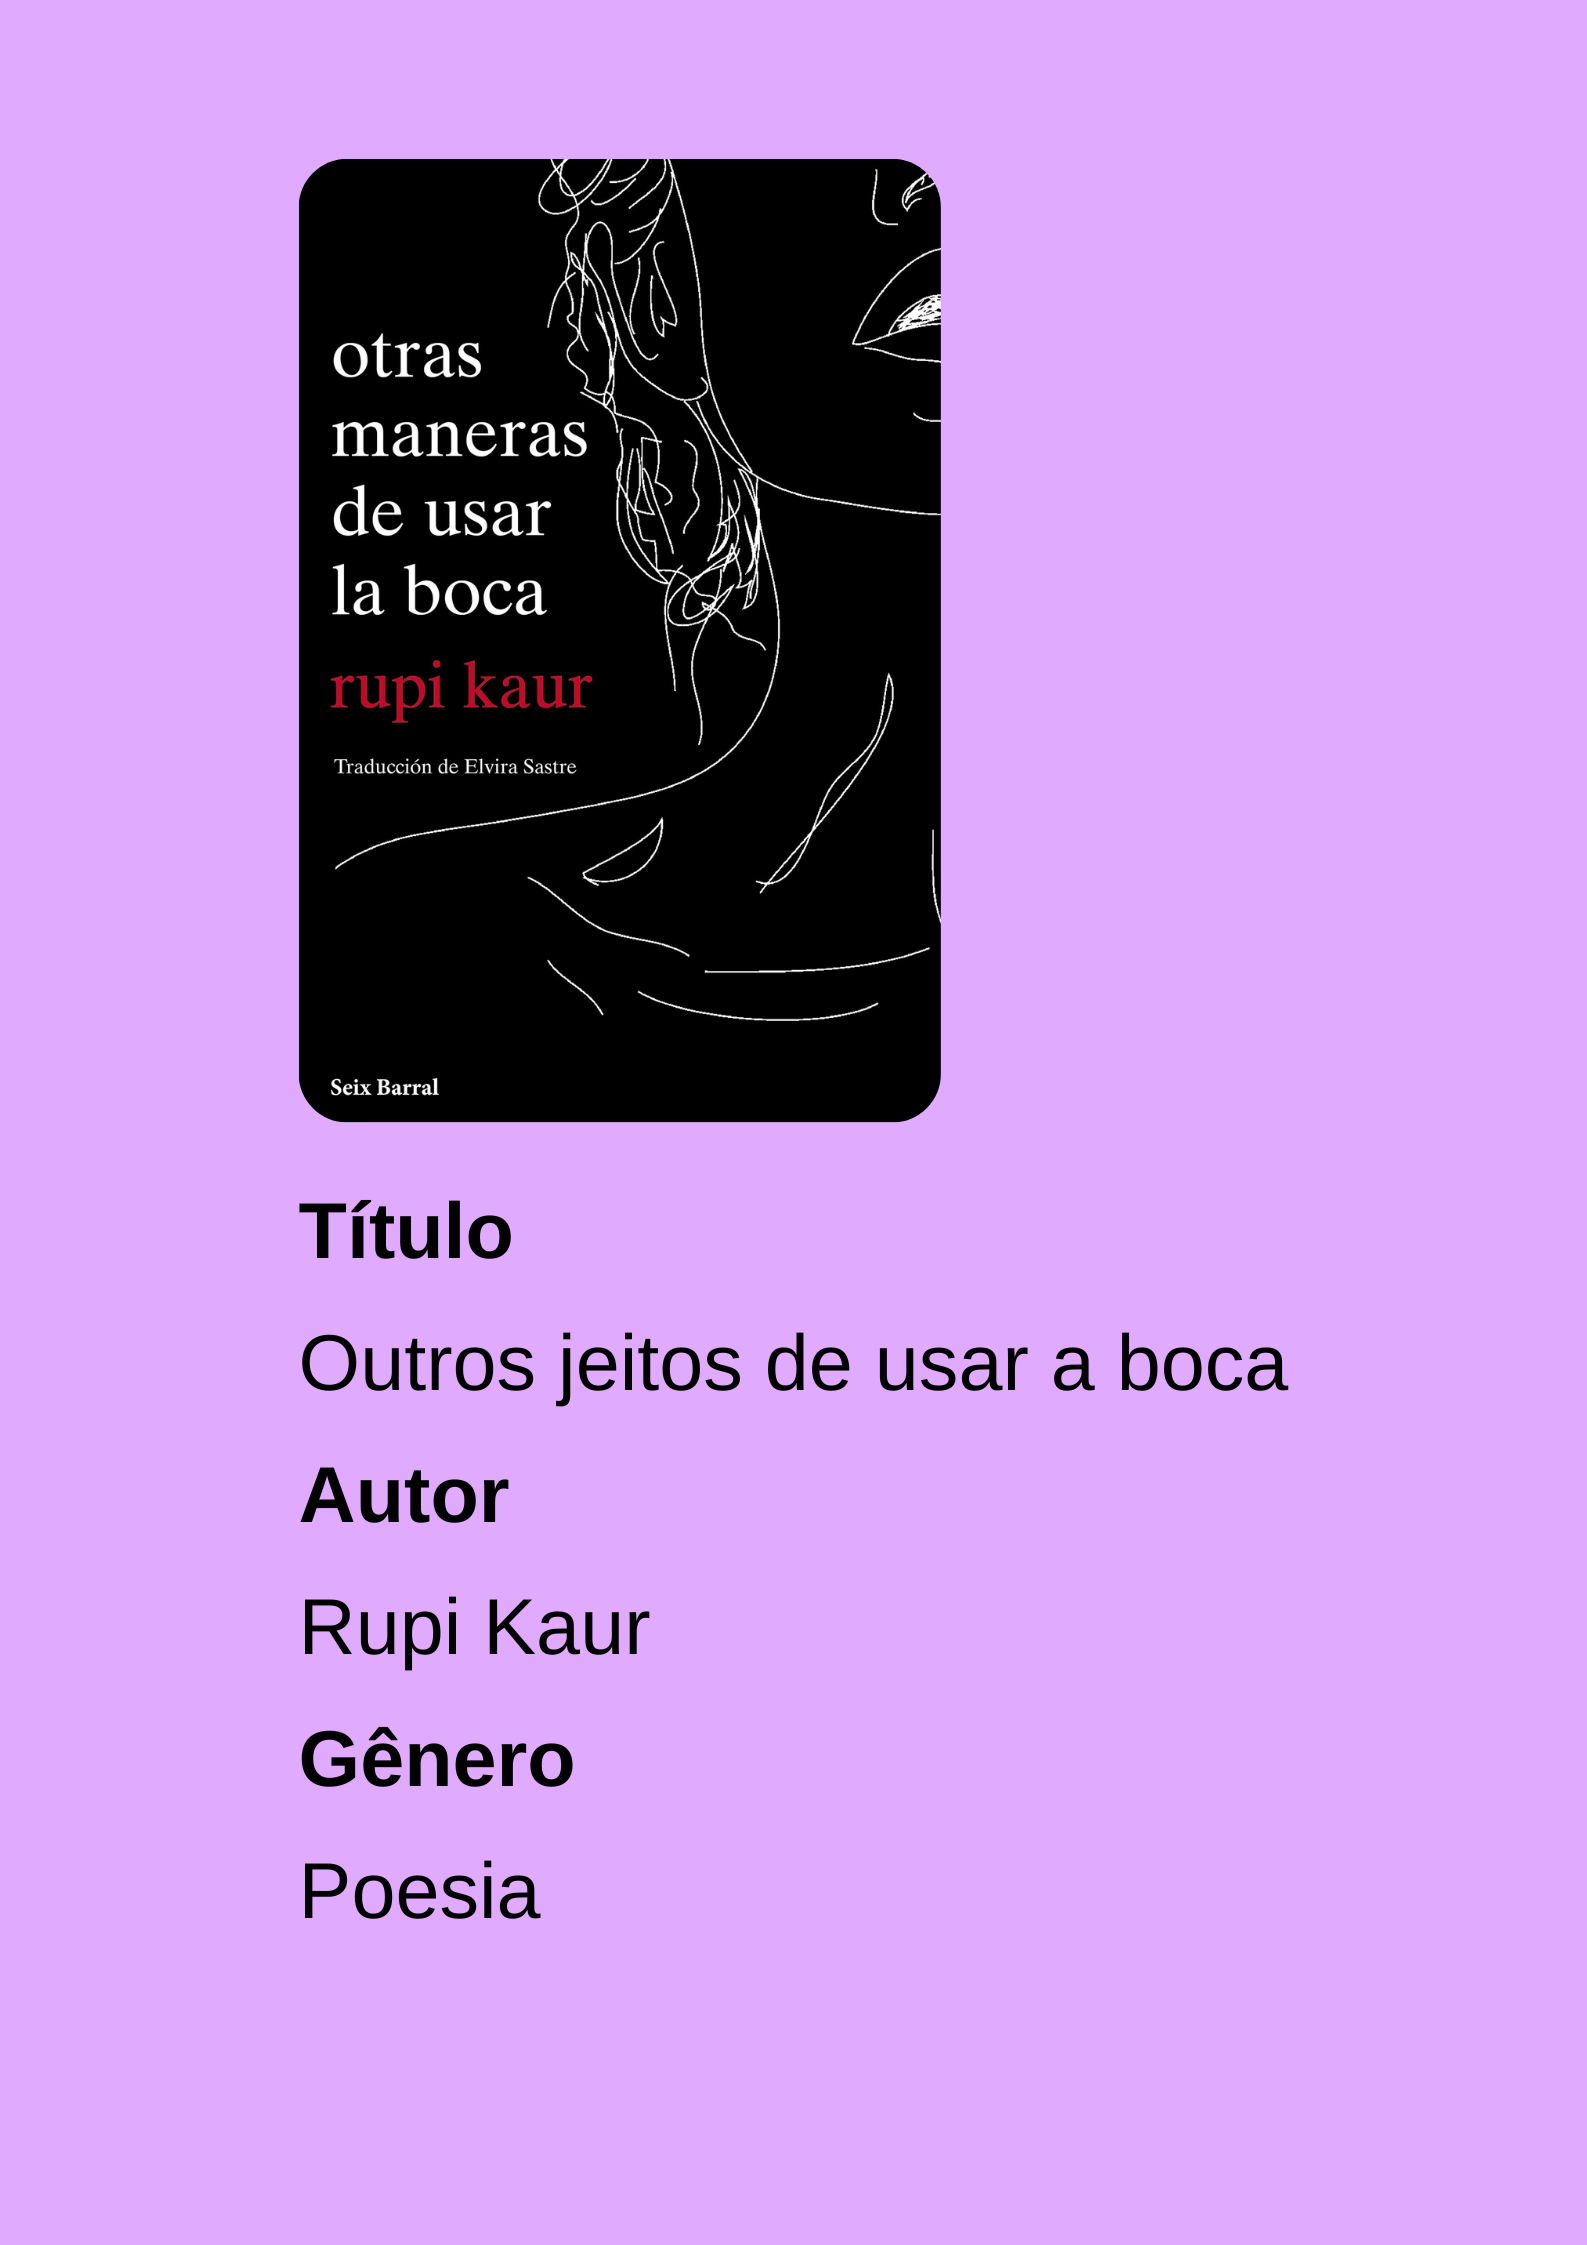 otras
maneras
de usar
la boca
rupi kaur
Traducción de Elvira Sastre
Seix Barral
Título
Outros jeitos de usar a boca
Autor
Rupi Kaur
Gênero
Poesia